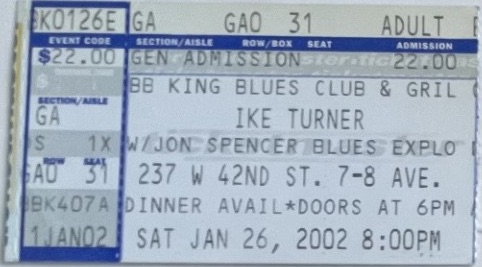 BK0126E GA GA0 31 ADULT
EVENT CODE SECTION/AISLE ROW/BOX SEAT ADMISSION
$22.00 GEN ADMISSION 22.00
BB KING BLUES CLUB & GRIL
SECTION/AISLE
GA IKE TURNER
S 1X W/JON SPENCER BLUES EXPLO
ROW SEAT
GA0 31 237 W 42ND ST. 7-8 AVE.
BK407A DINNER AVAIL*DOORS AT 6PM
1JAN02 SAT JAN 26, 2002 8:00PM